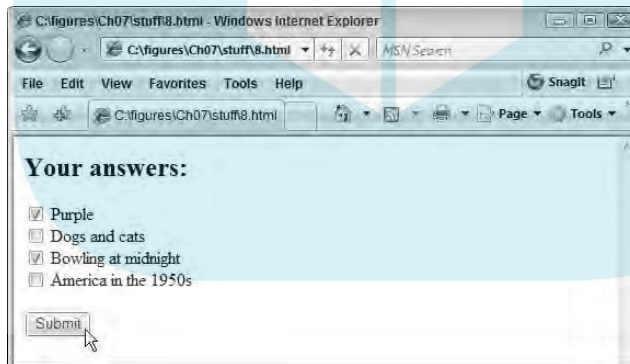 C:\figures\Ch07\stuff\8.html - Windows Internet Explorer
C:\figures\Ch07\stuff\8.html MSN Search
File Edit View Favorites Tools Help SnagIt
C:\figures\Ch07\stuff\8.html Page Tools
Your answers:
Purple
Dogs and cats
Bowling at midnight
America in the 1950s
Submit